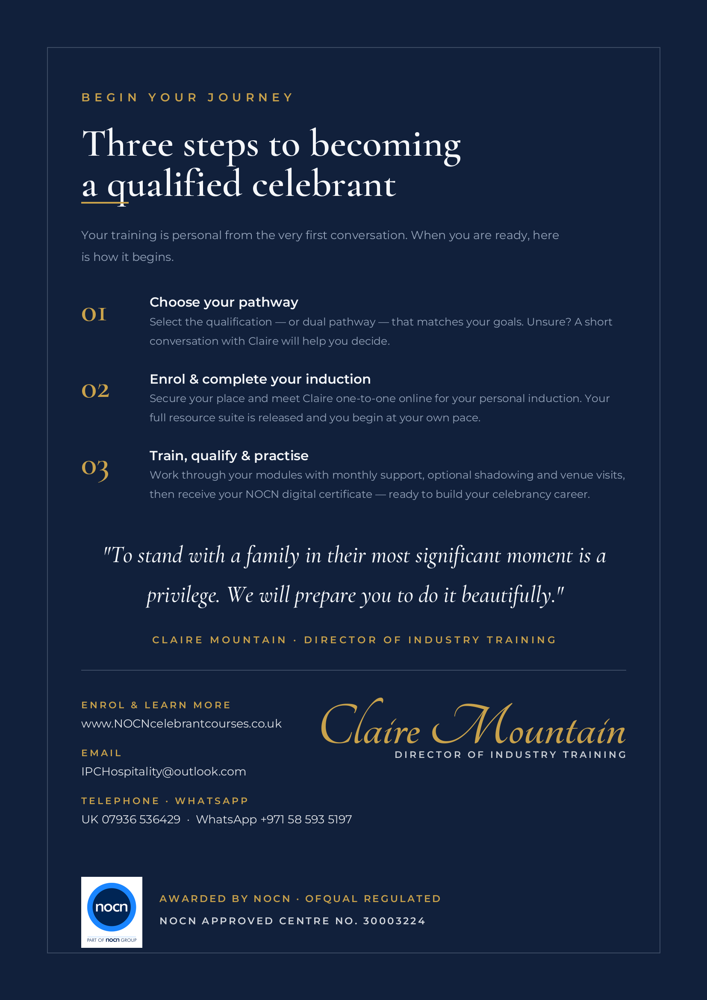 BEGIN YOUR JOURNEY
Three steps to becoming
a qualified celebrant
Your training is personal from the very first conversation. When you are ready, here
is how it begins.
01
Choose your pathway
Select the qualification — or dual pathway — that matches your goals. Unsure? A short
conversation with Claire will help you decide.
02
Enrol & complete your induction
Secure your place and meet Claire one-to-one online for your personal induction. Your
full resource suite is released and you begin at your own pace.
03
Train, qualify & practise
Work through your modules with monthly support, optional shadowing and venue visits,
then receive your NOCN digital certificate — ready to build your celebrancy career.
"To stand with a family in their most significant moment is a
privilege. We will prepare you to do it beautifully."
CLAIRE MOUNTAIN · DIRECTOR OF INDUSTRY TRAINING
ENROL & LEARN MORE
www.NOCNcelebrantcourses.co.uk
EMAIL
IPCHospitality@outlook.com
TELEPHONE · WHATSAPP
UK 07936 536429 · WhatsApp +971 58 593 5197
Claire Mountain
DIRECTOR OF INDUSTRY TRAINING
nocn
PART OF nocn GROUP
AWARDED BY NOCN · OFQUAL REGULATED
NOCN APPROVED CENTRE NO. 30003224